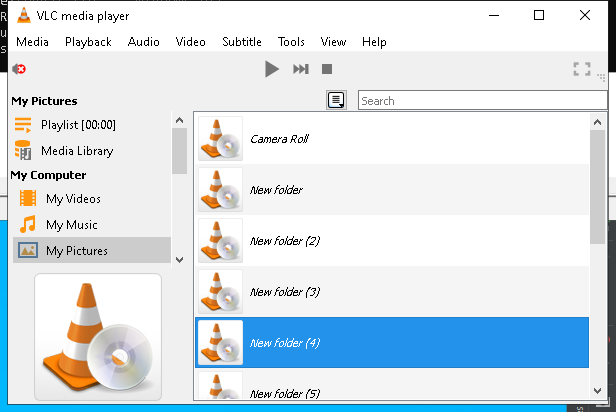 VLC media player
Media Playback Audio Video Subtitle Tools View Help
My Pictures
Search
Playlist [00:00]
Media Library
My Computer
My Videos
My Music
My Pictures
Camera Roll
New folder
New folder (2)
New folder (3)
New folder (4)
New folder (5)